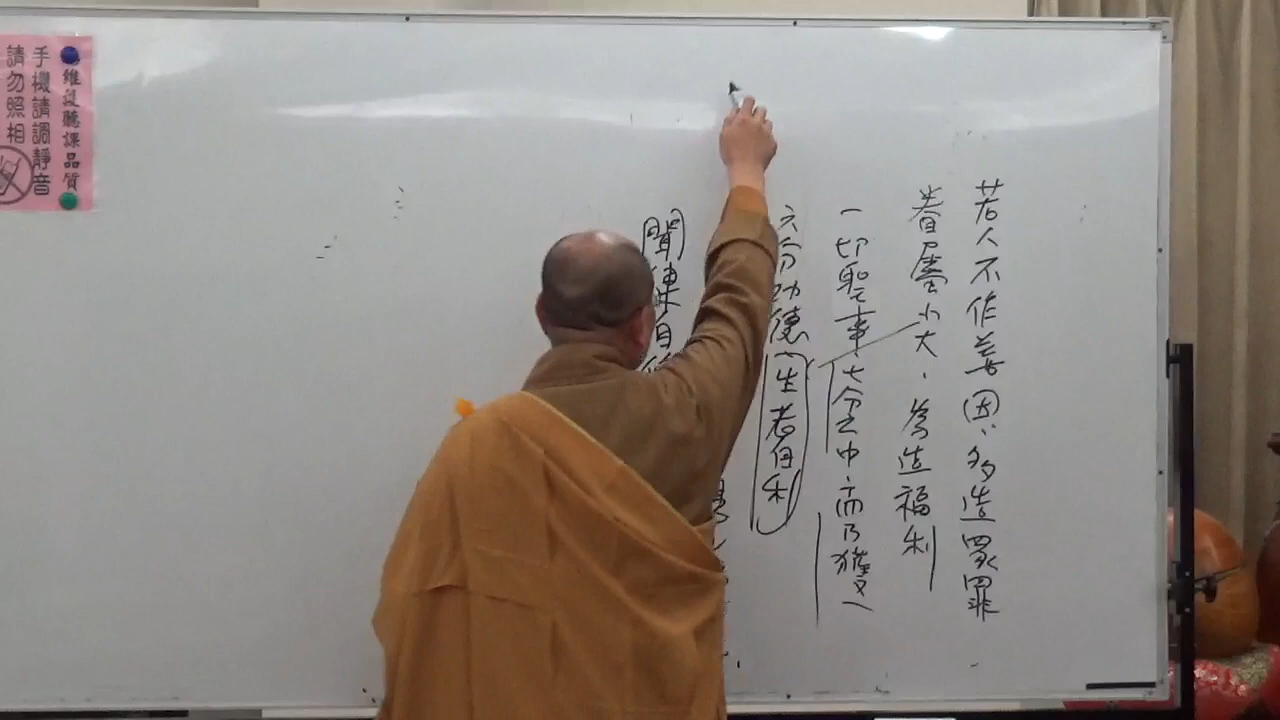 若人不作善因、多造眾罪
眷屬小大、為造福利
一切聖事、七分之中而乃獲一
六分功德、生者自利
聞健自修
維護聽課品質
手機請調靜音
請勿照相